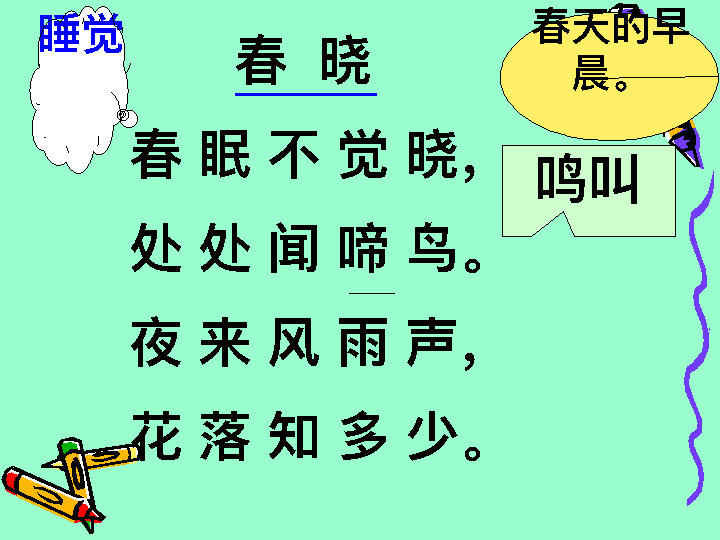 睡觉
春 晓
春天的早
晨。
春 眠 不 觉 晓，
鸣叫
处 处 闻 啼 鸟。
夜 来 风 雨 声，
花 落 知 多 少。